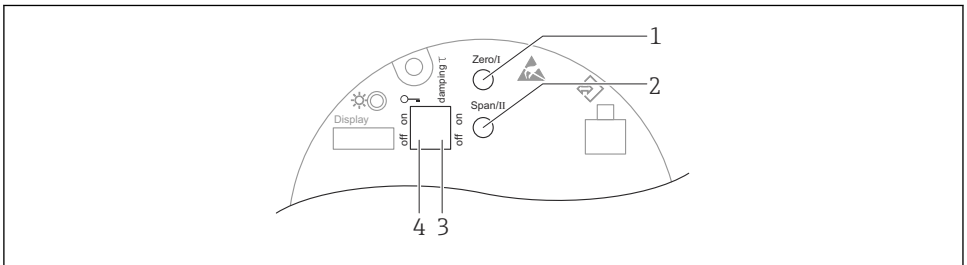 1
Zero/I
damping τ
2
Span/II
Display
on
off
on
off
4 3